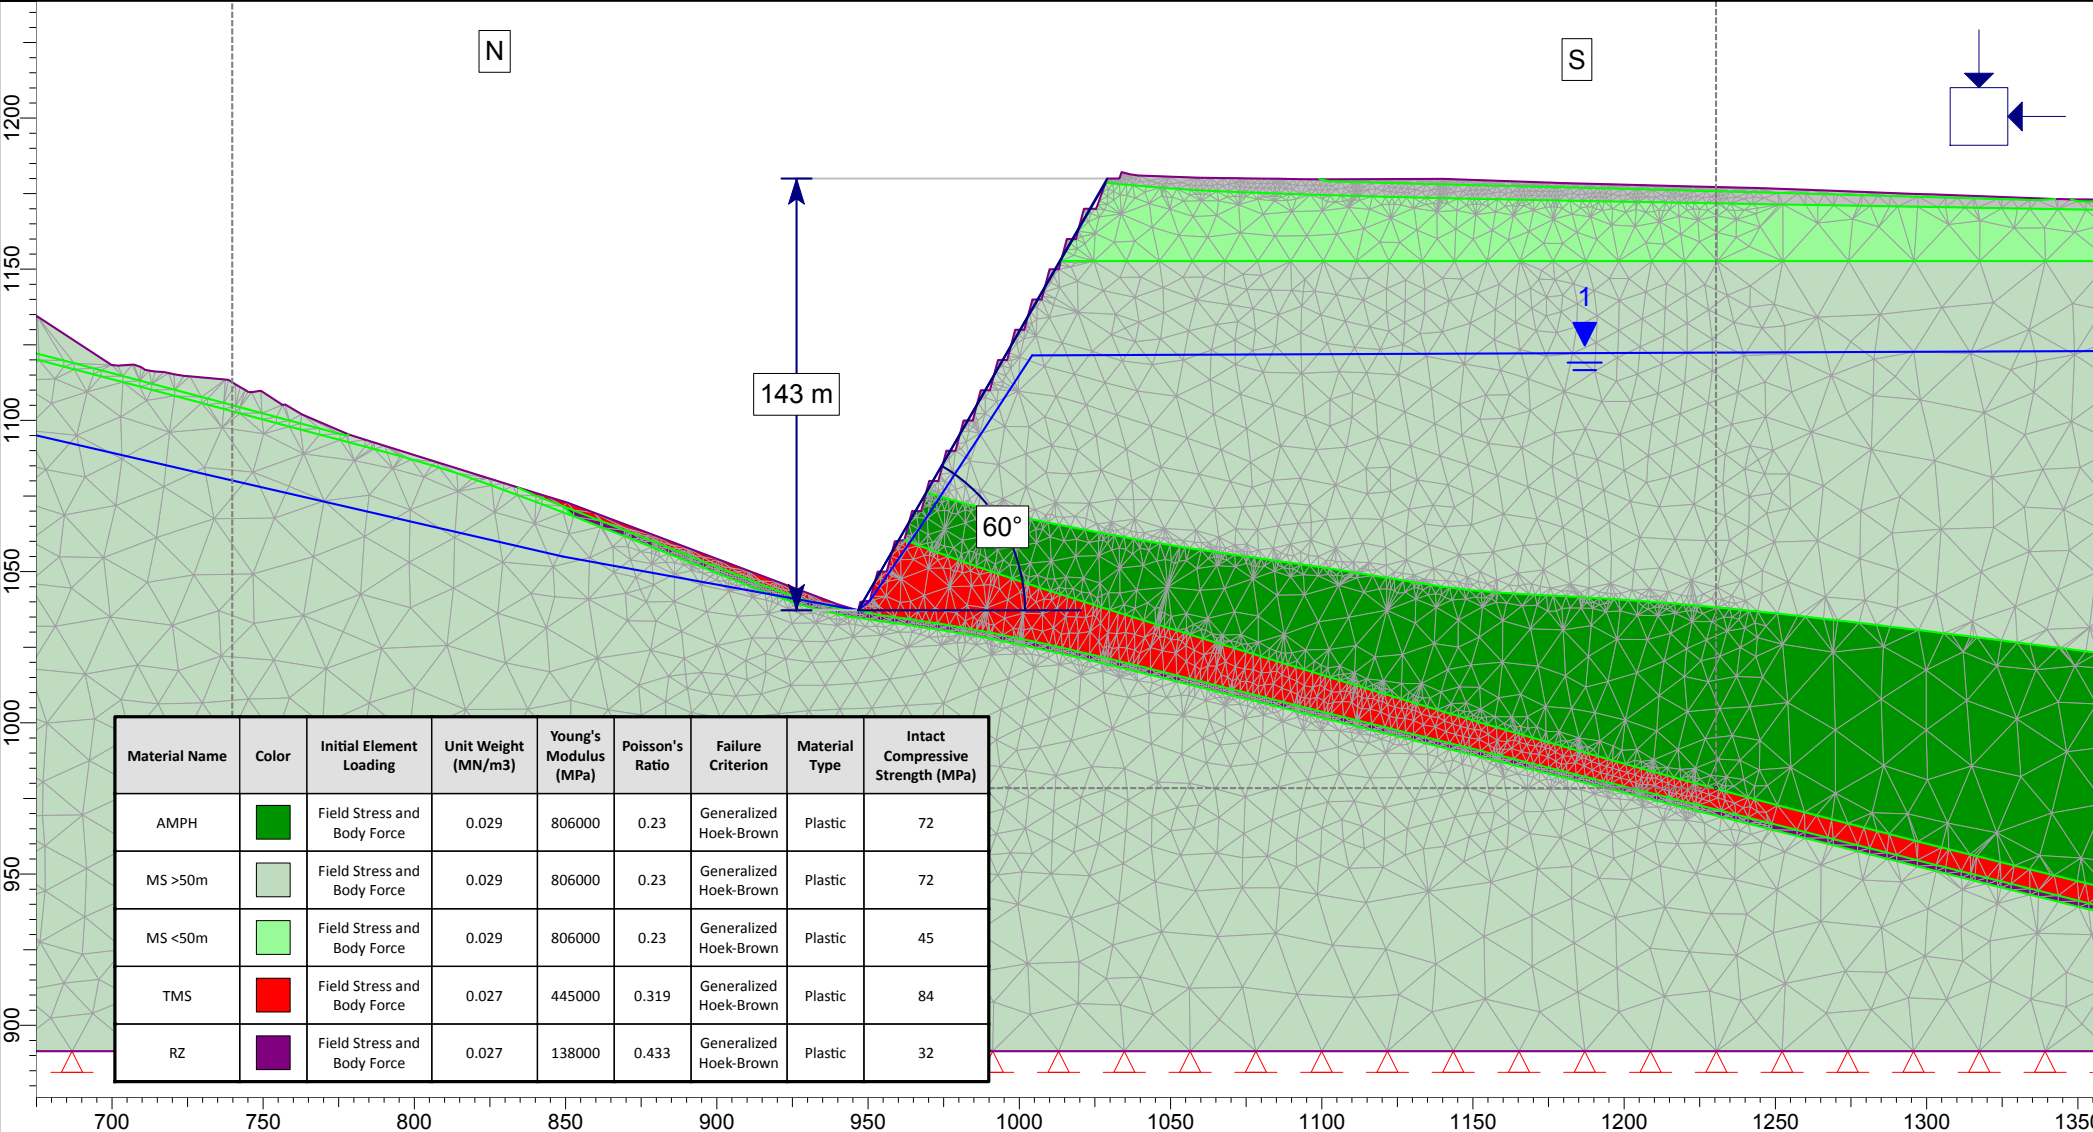 N
S
1200
1150
1100
1050
1000
950
900
143 m
60°
1
Material Name Color Initial Element Loading Unit Weight (MN/m3) Young's Modulus (MPa) Poisson's Ratio Failure Criterion Material Type Intact Compressive Strength (MPa)
AMPH Field Stress and Body Force 0.029 806000 0.23 Generalized Hoek-Brown Plastic 72
MS >50m Field Stress and Body Force 0.029 806000 0.23 Generalized Hoek-Brown Plastic 72
MS <50m Field Stress and Body Force 0.029 806000 0.23 Generalized Hoek-Brown Plastic 45
TMS Field Stress and Body Force 0.027 445000 0.319 Generalized Hoek-Brown Plastic 84
RZ Field Stress and Body Force 0.027 138000 0.433 Generalized Hoek-Brown Plastic 32
700 750 800 850 900 950 1000 1050 1100 1150 1200 1250 1300